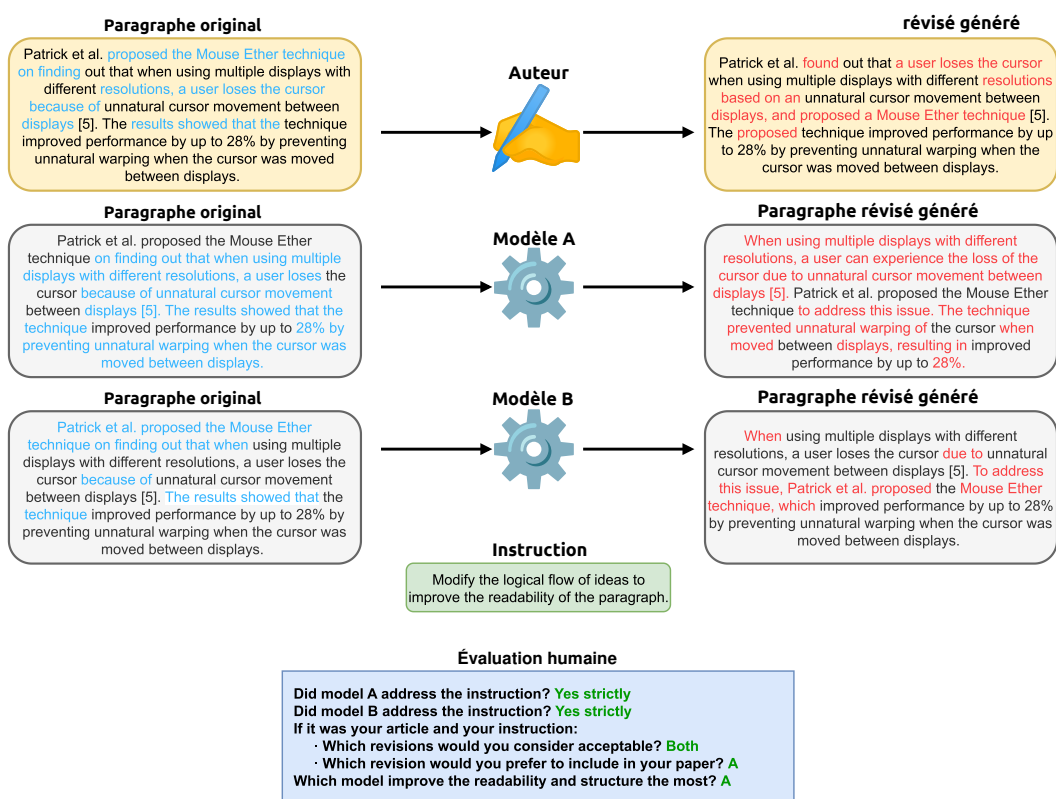 Paragraphe original
révisé généré
Patrick et al. proposed the Mouse Ether technique
on finding out that when using multiple displays with
different resolutions, a user loses the cursor
because of unnatural cursor movement between
displays [5]. The results showed that the technique
improved performance by up to 28% by preventing
unnatural warping when the cursor was moved
between displays.
Auteur
Patrick et al. found out that a user loses the cursor
when using multiple displays with different resolutions
based on an unnatural cursor movement between
displays, and proposed a Mouse Ether technique [5].
The proposed technique improved performance by up
to 28% by preventing unnatural warping when the
cursor was moved between displays.
Paragraphe original
Paragraphe révisé généré
Patrick et al. proposed the Mouse Ether
technique on finding out that when using multiple
displays with different resolutions, a user loses the
cursor because of unnatural cursor movement
between displays [5]. The results showed that the
technique improved performance by up to 28% by
preventing unnatural warping when the cursor was
moved between displays.
Modèle A
When using multiple displays with different
resolutions, a user can experience the loss of the
cursor due to unnatural cursor movement between
displays [5]. Patrick et al. proposed the Mouse Ether
technique to address this issue. The technique
prevented unnatural warping of the cursor when
moved between displays, resulting in improved
performance by up to 28%.
Paragraphe original
Paragraphe révisé généré
Patrick et al. proposed the Mouse Ether
technique on finding out that when using multiple
displays with different resolutions, a user loses the
cursor because of unnatural cursor movement
between displays [5]. The results showed that the
technique improved performance by up to 28% by
preventing unnatural warping when the cursor was
moved between displays.
Modèle B
When using multiple displays with different
resolutions, a user loses the cursor due to unnatural
cursor movement between displays [5]. To address
this issue, Patrick et al. proposed the Mouse Ether
technique, which improved performance by up to 28%
by preventing unnatural warping when the cursor was
moved between displays.
Instruction
Modify the logical flow of ideas to
improve the readability of the paragraph.
Évaluation humaine
Did model A address the instruction? Yes strictly
Did model B address the instruction? Yes strictly
If it was your article and your instruction:
· Which revisions would you consider acceptable? Both
· Which revision would you prefer to include in your paper? A
Which model improve the readability and structure the most? A